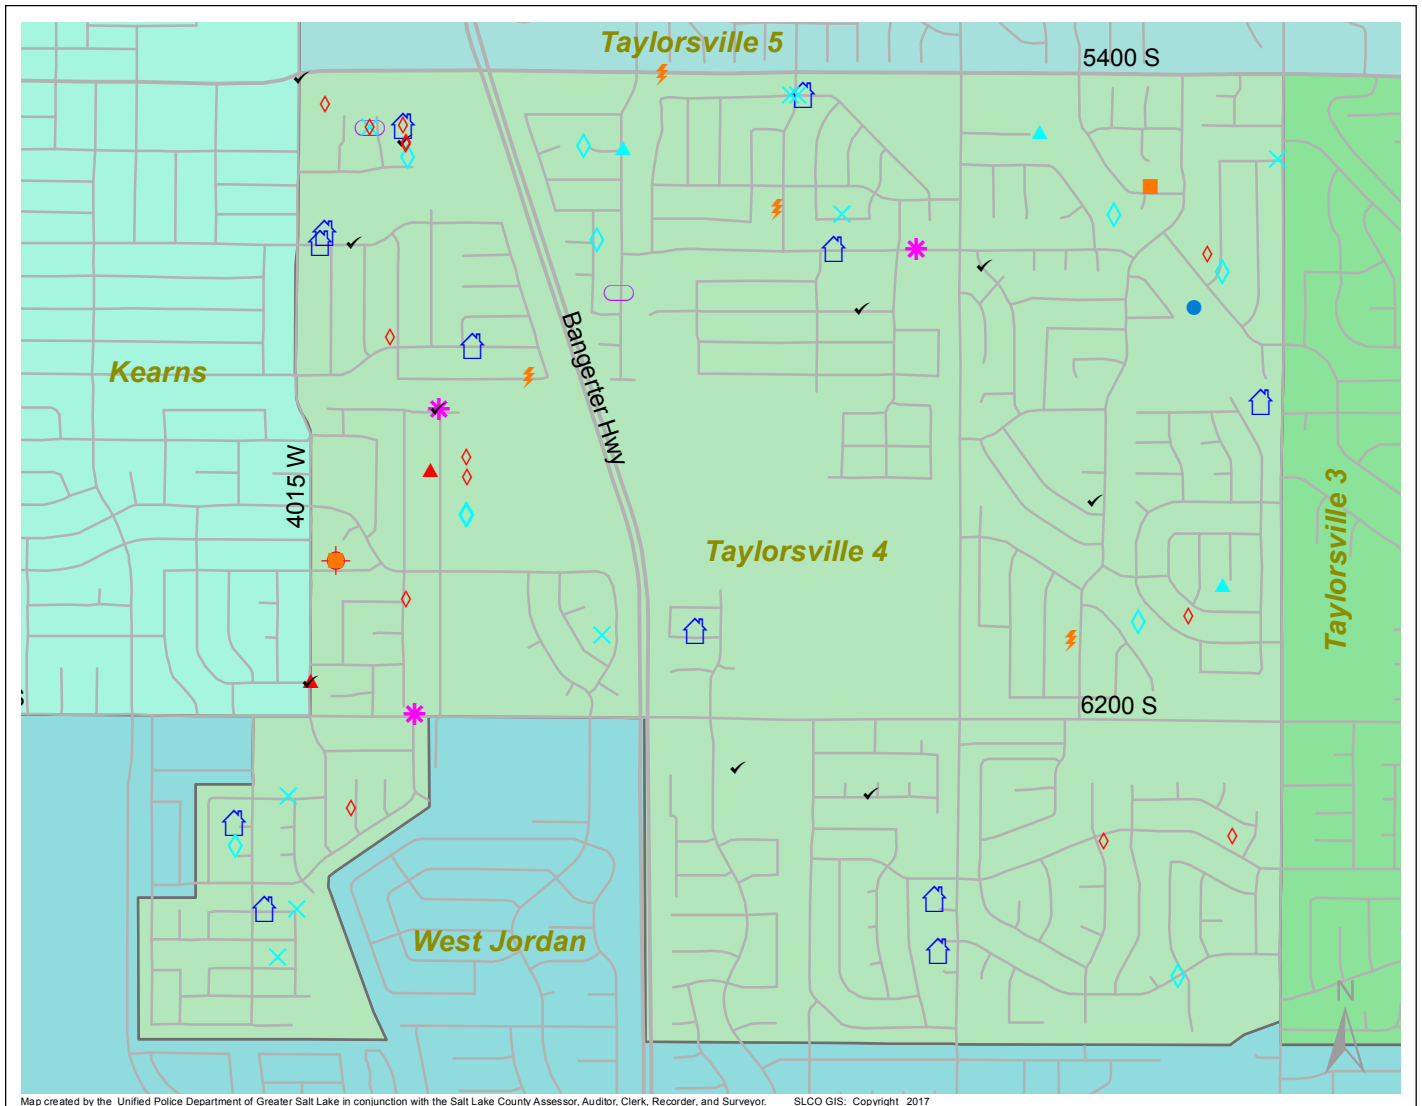 Taylorsville 5
5400 S
Kearns
Bangerter Hwy
4015 W
Taylorsville 4
Taylorsville 3
6200 S
West Jordan
N
Map created by the Unified Police Department of Greater Salt Lake in conjunction with the Salt Lake County Assessor, Auditor, Clerk, Recorder, and Surveyor. SLCO GIS: Copyright 2017